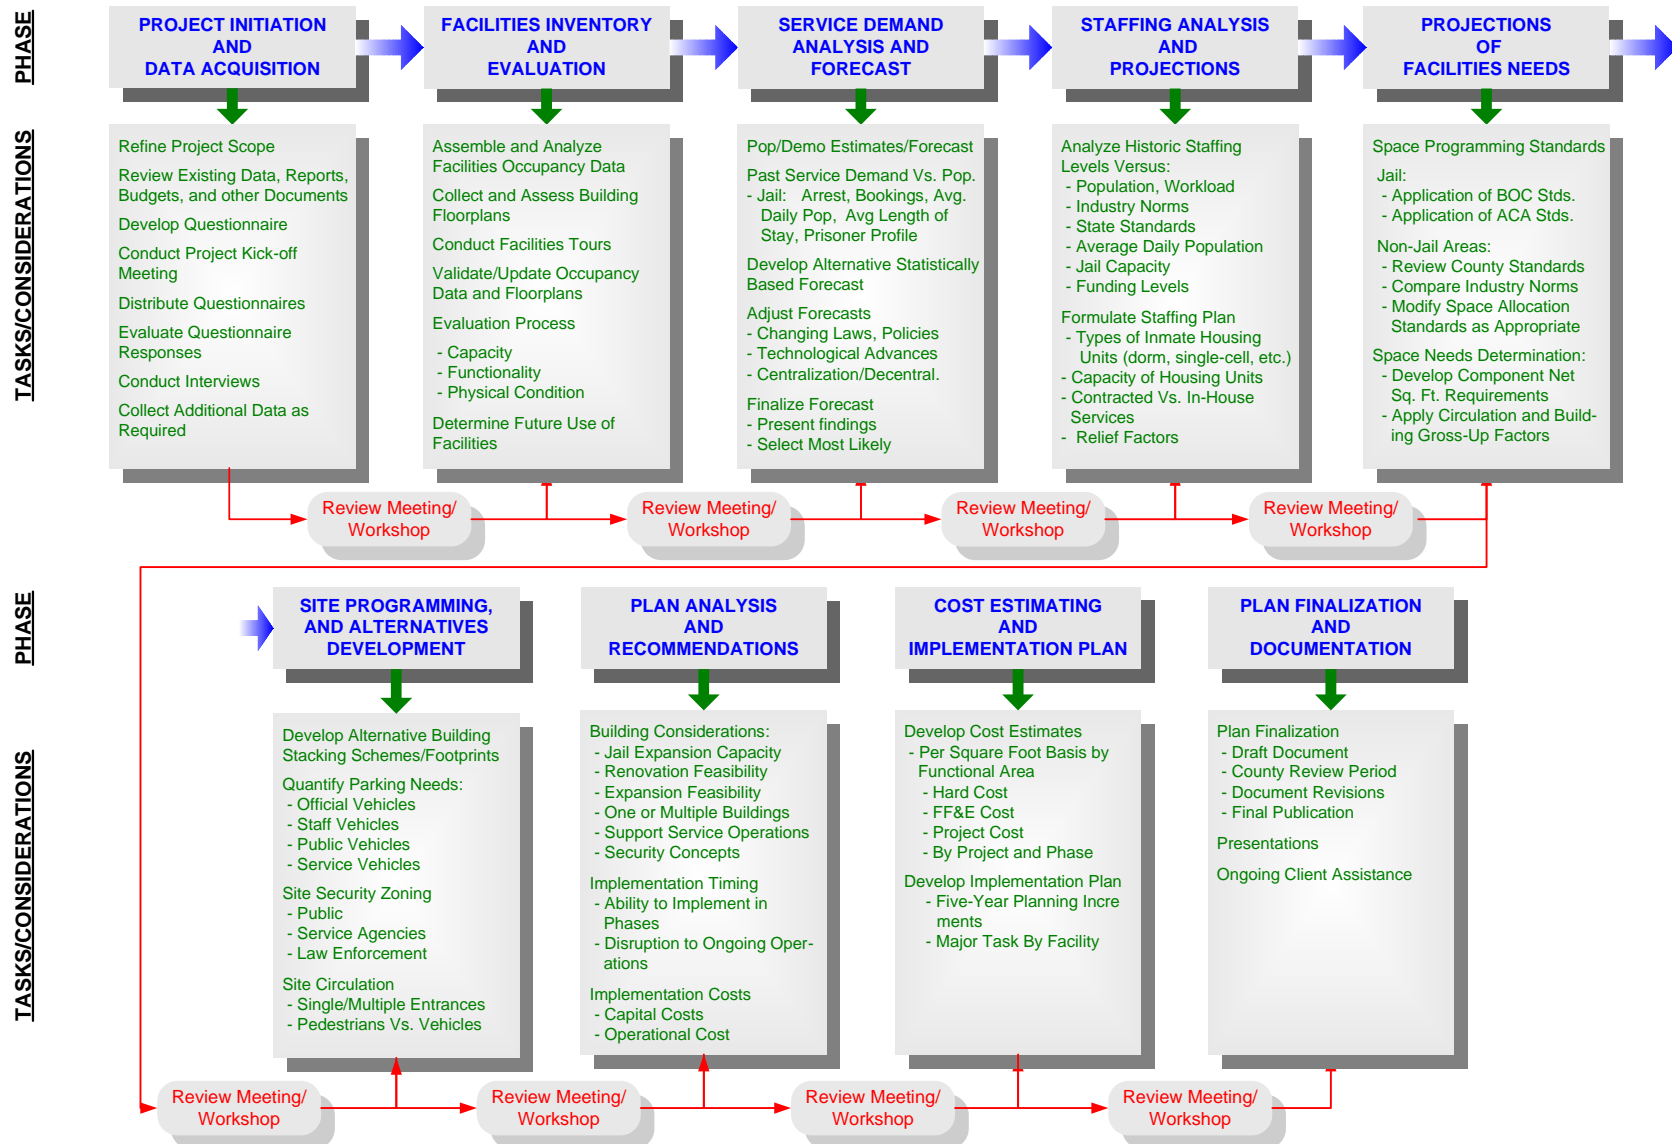 PHASE
PROJECT INITIATION
AND
DATA ACQUISITION
FACILITIES INVENTORY
AND
EVALUATION
SERVICE DEMAND
ANALYSIS AND
FORECAST
STAFFING ANALYSIS
AND
PROJECTIONS
PROJECTIONS
OF
FACILITIES NEEDS
TASKS/CONSIDERATIONS
Refine Project Scope
Review Existing Data, Reports,
Budgets, and other Documents
Develop Questionnaire
Conduct Project Kick-off
Meeting
Distribute Questionnaires
Evaluate Questionnaire
Responses
Conduct Interviews
Collect Additional Data as
Required
Assemble and Analyze
Facilities Occupancy Data
Collect and Assess Building
Floorplans
Conduct Facilities Tours
Validate/Update Occupancy
Data and Floorplans
Evaluation Process
- Capacity
- Functionality
- Physical Condition
Determine Future Use of
Facilities
Pop/Demo Estimates/Forecast
Past Service Demand Vs. Pop.
- Jail: Arrest, Bookings, Avg.
Daily Pop, Avg Length of
Stay, Prisoner Profile
Develop Alternative Statistically
Based Forecast
Adjust Forecasts
- Changing Laws, Policies
- Technological Advances
- Centralization/Decentral.
Finalize Forecast
- Present findings
- Select Most Likely
Analyze Historic Staffing
Levels Versus:
- Population, Workload
- Industry Norms
- State Standards
- Average Daily Population
- Jail Capacity
- Funding Levels
Formulate Staffing Plan
- Types of Inmate Housing
Units (dorm, single-cell, etc.)
- Capacity of Housing Units
- Contracted Vs. In-House
Services
- Relief Factors
Space Programming Standards
Jail:
- Application of BOC Stds.
- Application of ACA Stds.
Non-Jail Areas:
- Review County Standards
- Compare Industry Norms
- Modify Space Allocation
Standards as Appropriate
Space Needs Determination:
- Develop Component Net
Sq. Ft. Requirements
- Apply Circulation and Build-
ing Gross-Up Factors
Review Meeting/
Workshop
Review Meeting/
Workshop
Review Meeting/
Workshop
Review Meeting/
Workshop
PHASE
SITE PROGRAMMING,
AND ALTERNATIVES
DEVELOPMENT
PLAN ANALYSIS
AND
RECOMMENDATIONS
COST ESTIMATING
AND
IMPLEMENTATION PLAN
PLAN FINALIZATION
AND
DOCUMENTATION
TASKS/CONSIDERATIONS
Develop Alternative Building
Stacking Schemes/Footprints
Quantify Parking Needs:
- Official Vehicles
- Staff Vehicles
- Public Vehicles
- Service Vehicles
Site Security Zoning
- Public
- Service Agencies
- Law Enforcement
Site Circulation
- Single/Multiple Entrances
- Pedestrians Vs. Vehicles
Building Considerations:
- Jail Expansion Capacity
- Renovation Feasibility
- Expansion Feasibility
- One or Multiple Buildings
- Support Service Operations
- Security Concepts
Implementation Timing
- Ability to Implement in
Phases
- Disruption to Ongoing Oper-
ations
Implementation Costs
- Capital Costs
- Operational Cost
Develop Cost Estimates
- Per Square Foot Basis by
Functional Area
- Hard Cost
- FF&E Cost
- Project Cost
- By Project and Phase
Develop Implementation Plan
- Five-Year Planning Incre
ments
- Major Task By Facility
Plan Finalization
- Draft Document
- County Review Period
- Document Revisions
- Final Publication
Presentations
Ongoing Client Assistance
Review Meeting/
Workshop
Review Meeting/
Workshop
Review Meeting/
Workshop
Review Meeting/
Workshop